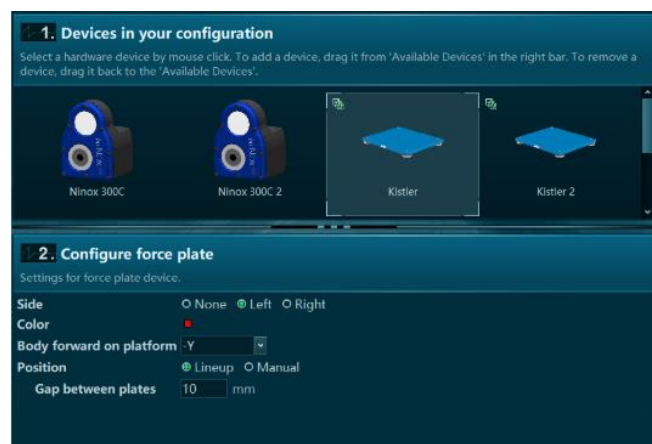 1. Devices in your configuration
Select a hardware device by mouse click. To add a device, drag it from 'Available Devices' in the right bar. To remove a
device, drag it back to the 'Available Devices'.
Ninox 300C
Ninox 300C 2
Kistler
Kistler 2
2. Configure force plate
Settings for force plate device.
Side None Left Right
Color
Body forward on platform -Y
Position Lineup Manual
Gap between plates 10 mm